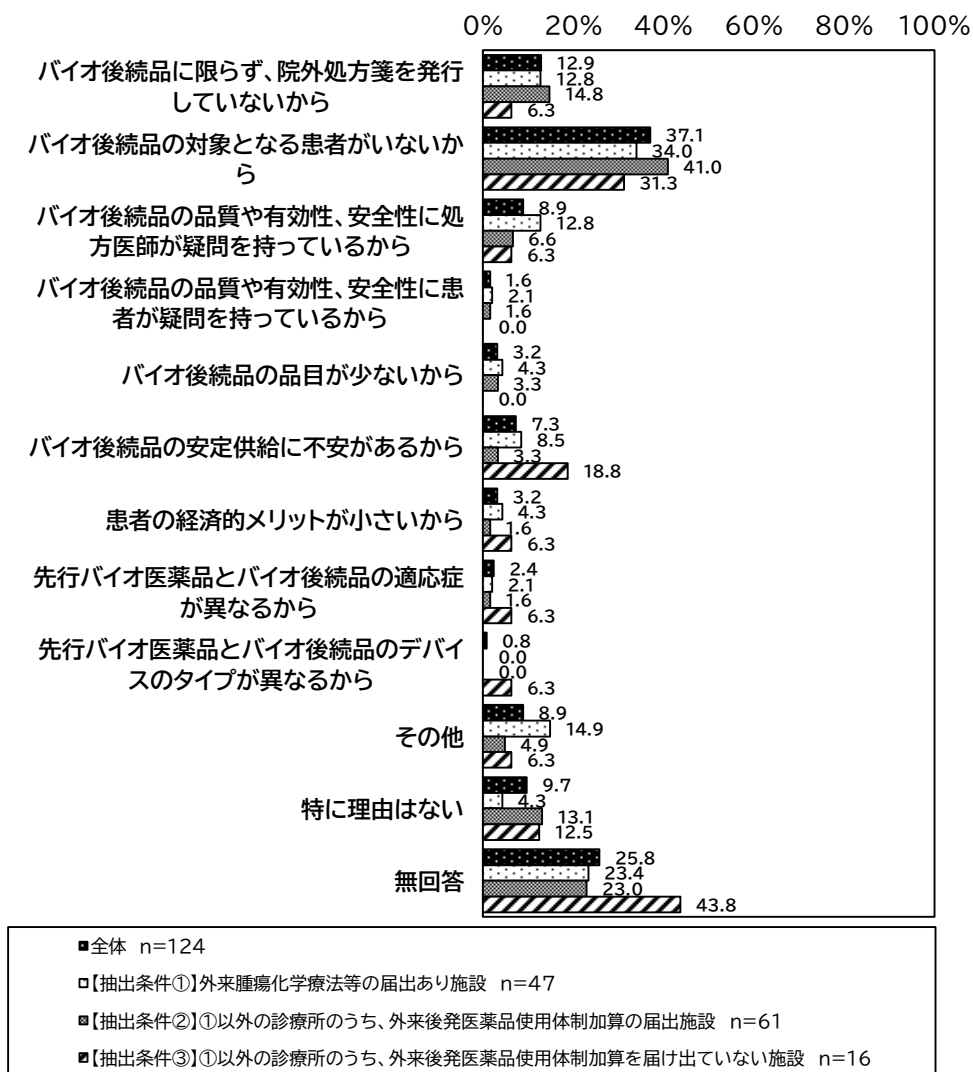 0% 20% 40% 60% 80% 100%
バイオ後続品に限らず、院外処方箋を発行
していないから
12.9
12.8
14.8
6.3
バイオ後続品の対象となる患者がいないか
ら
37.1
34.0
41.0
31.3
バイオ後続品の品質や有効性、安全性に処
方医師が疑問を持っているから
8.9
12.8
6.6
6.3
バイオ後続品の品質や有効性、安全性に患
者が疑問を持っているから
1.6
2.1
1.6
0.0
バイオ後続品の品目が少ないから
3.2
4.3
3.3
0.0
バイオ後続品の安定供給に不安があるから
7.3
8.5
3.3
18.8
患者の経済的メリットが小さいから
3.2
4.3
1.6
6.3
先行バイオ医薬品とバイオ後続品の適応症
が異なるから
2.4
2.1
1.6
6.3
先行バイオ医薬品とバイオ後続品のデバイ
スのタイプが異なるから
0.8
0.0
0.0
6.3
その他
8.9
14.9
4.9
6.3
特に理由はない
9.7
4.3
13.1
12.5
無回答
25.8
23.4
23.0
43.8
全体 n=124
【抽出条件①】外来腫瘍化学療法等の届出あり施設 n=47
【抽出条件②】①以外の診療所のうち、外来後発医薬品使用体制加算の届出施設 n=61
【抽出条件③】①以外の診療所のうち、外来後発医薬品使用体制加算を届け出ていない施設 n=16